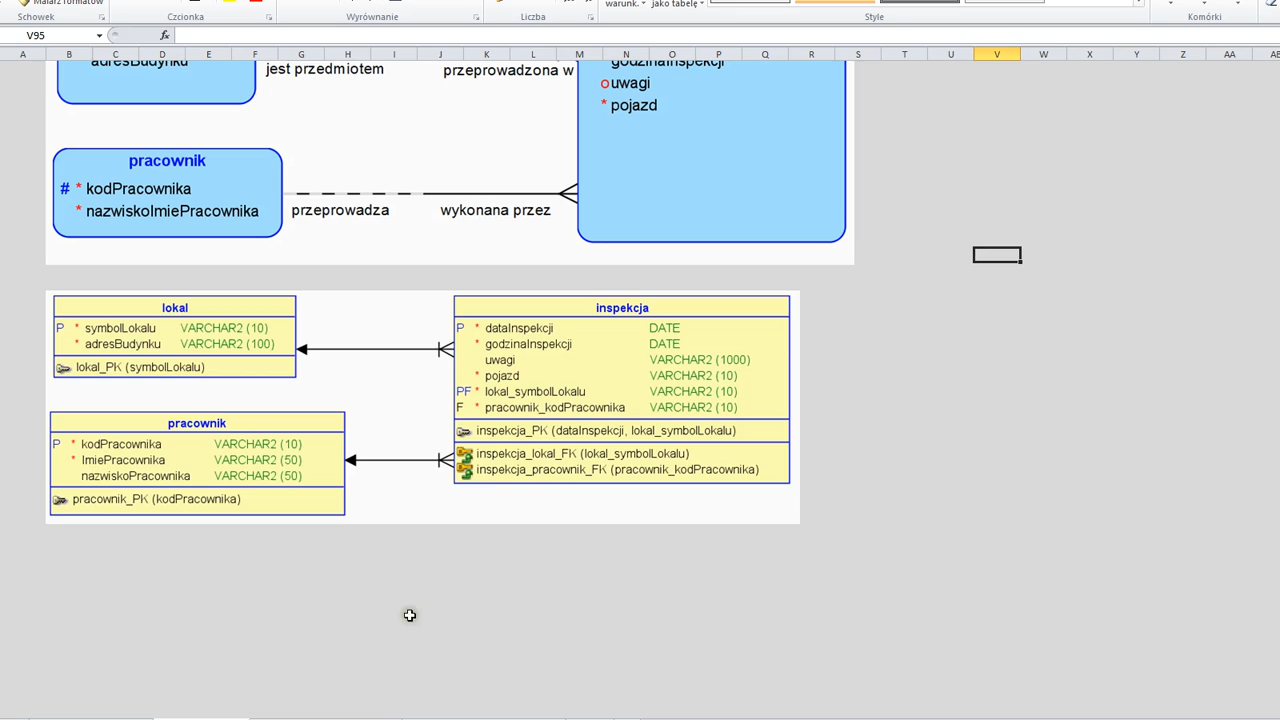 Malarz formatów
warunk. jako tabelę
Schowek Czcionka Wyrównanie Liczba Style Komórki
V95 fx
A B C D E F G H I J K L M N O P Q R S T U V W X Y Z AA AB
adresBudynku
jest przedmiotem
przeprowadzona w
godzinaInspekcji
o uwagi
* pojazd
pracownik
# * kodPracownika
* nazwiskoImiePracownika
przeprowadza
wykonana przez
lokal
P * symbolLokalu VARCHAR2 (10)
* adresBudynku VARCHAR2 (100)
lokal_PK (symbolLokalu)
inspekcja
P * dataInspekcji DATE
* godzinaInspekcji DATE
uwagi VARCHAR2 (1000)
* pojazd VARCHAR2 (10)
PF * lokal_symbolLokalu VARCHAR2 (10)
F * pracownik_kodPracownika VARCHAR2 (10)
inspekcja_PK (dataInspekcji, lokal_symbolLokalu)
inspekcja_lokal_FK (lokal_symbolLokalu)
inspekcja_pracownik_FK (pracownik_kodPracownika)
pracownik
P * kodPracownika VARCHAR2 (10)
* ImiePracownika VARCHAR2 (50)
nazwiskoPracownika VARCHAR2 (50)
pracownik_PK (kodPracownika)